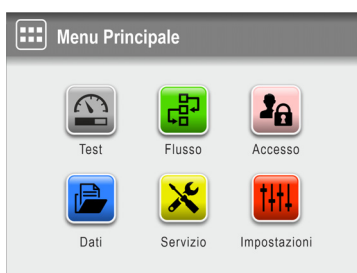 Menu Principale
Test Flusso Accesso
Dati Servizio Impostazioni